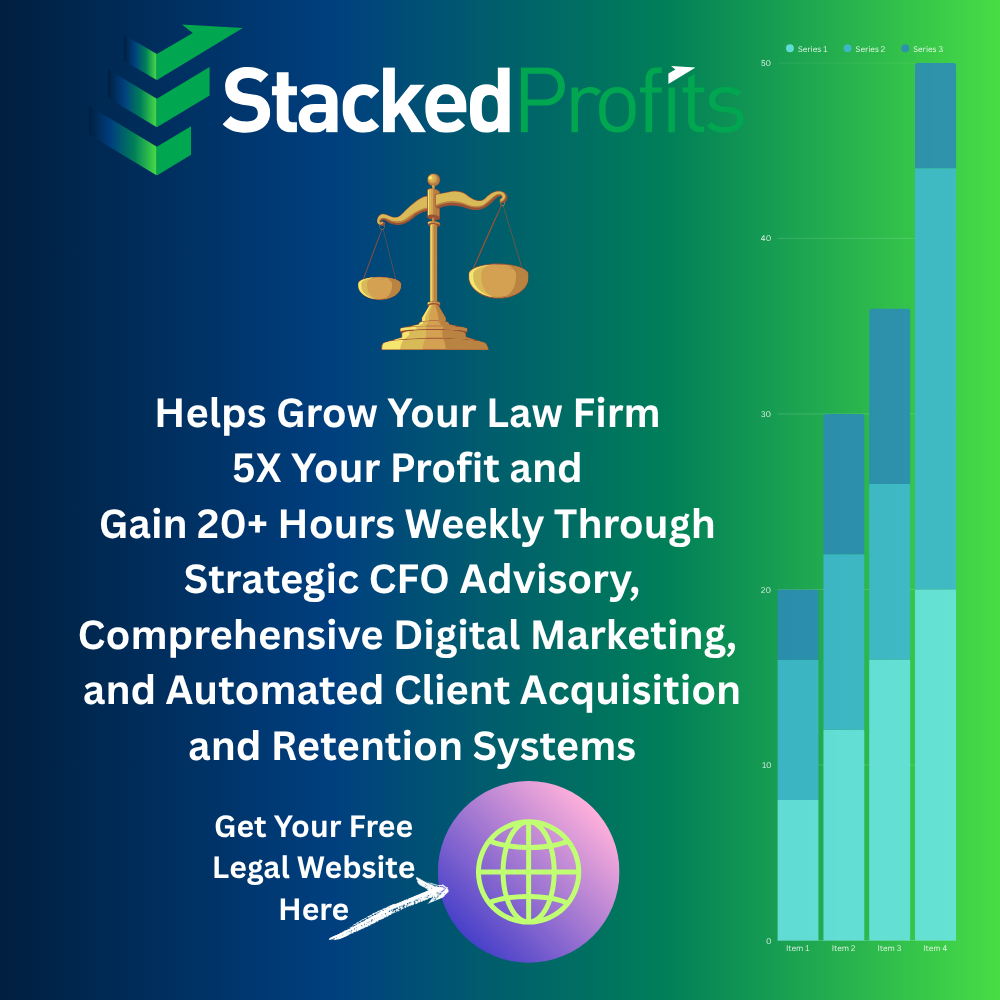 StackedProfits
Series 1 Series 2 Series 3
50
40
30
20
10
0
Item 1 Item 2 Item 3 Item 4
Helps Grow Your Law Firm
5X Your Profit and
Gain 20+ Hours Weekly Through
Strategic CFO Advisory,
Comprehensive Digital Marketing,
and Automated Client Acquisition
and Retention Systems
Get Your Free
Legal Website
Here